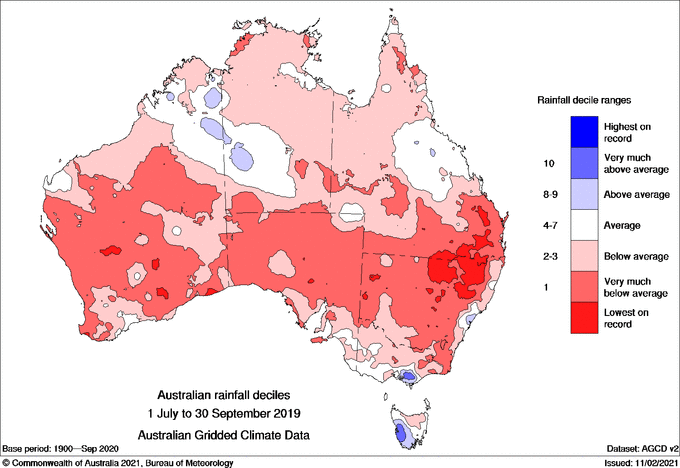 Rainfall decile ranges
Highest on
record
10 Very much
above average
8-9 Above average
4-7 Average
2-3 Below average
1 Very much
below average
Lowest on
record
Australian rainfall deciles
1 July to 30 September 2019
Australian Gridded Climate Data
Base period: 1900—Sep 2020
Dataset: AGCD v2
© Commonwealth of Australia 2021, Bureau of Meteorology
Issued: 11/02/2021